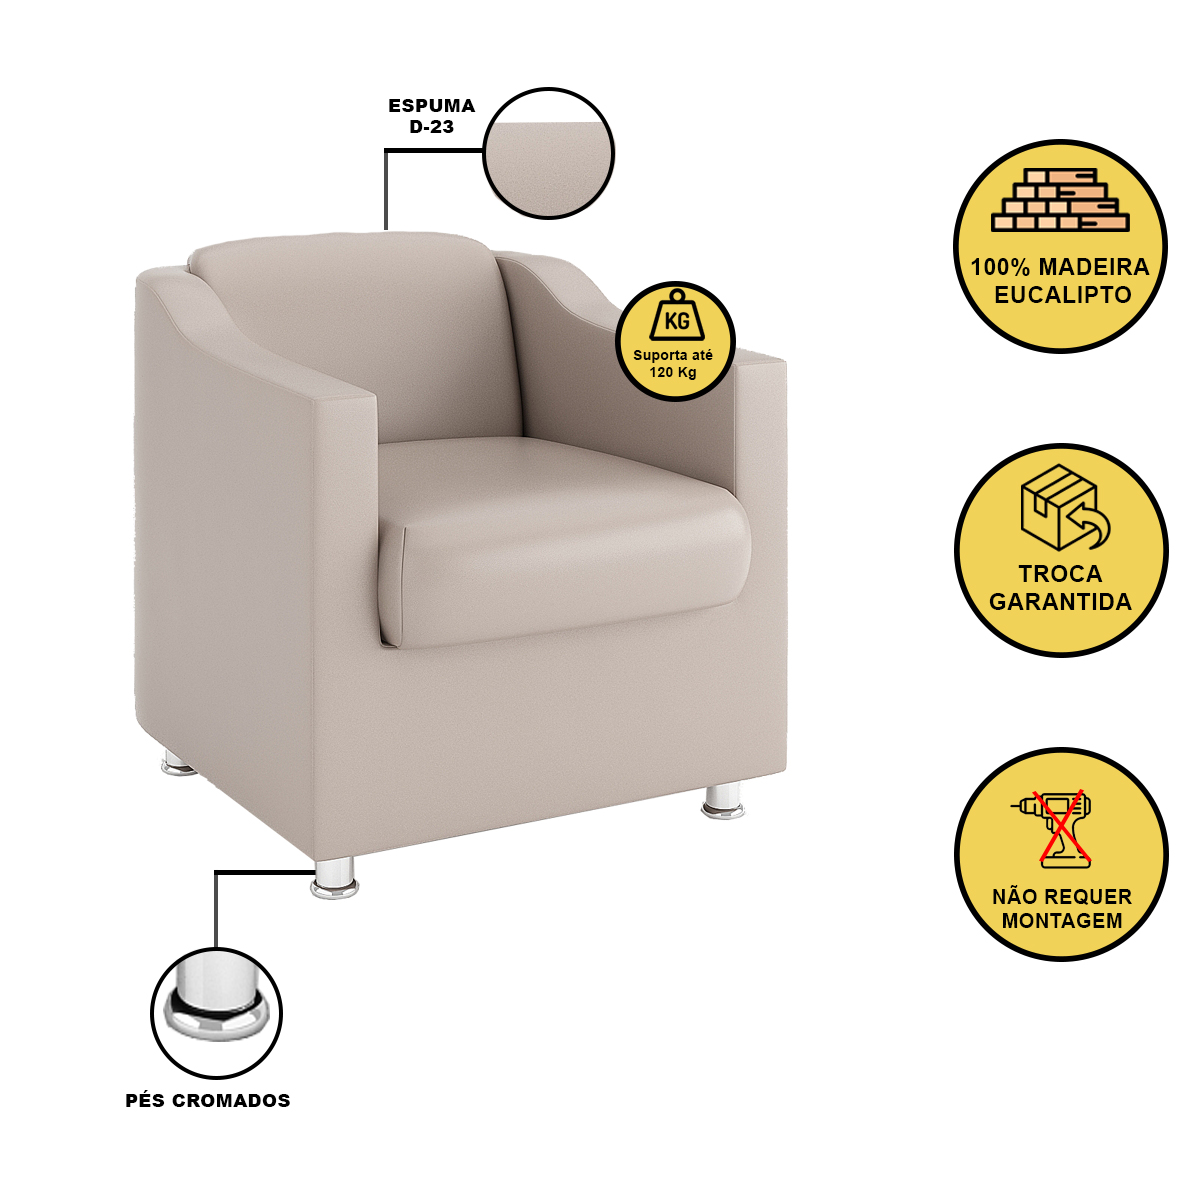 ESPUMA
D-23
KG
Suporta até
120 Kg
100% MADEIRA
EUCALIPTO
TROCA
GARANTIDA
NÃO REQUER
MONTAGEM
PÉS CROMADOS